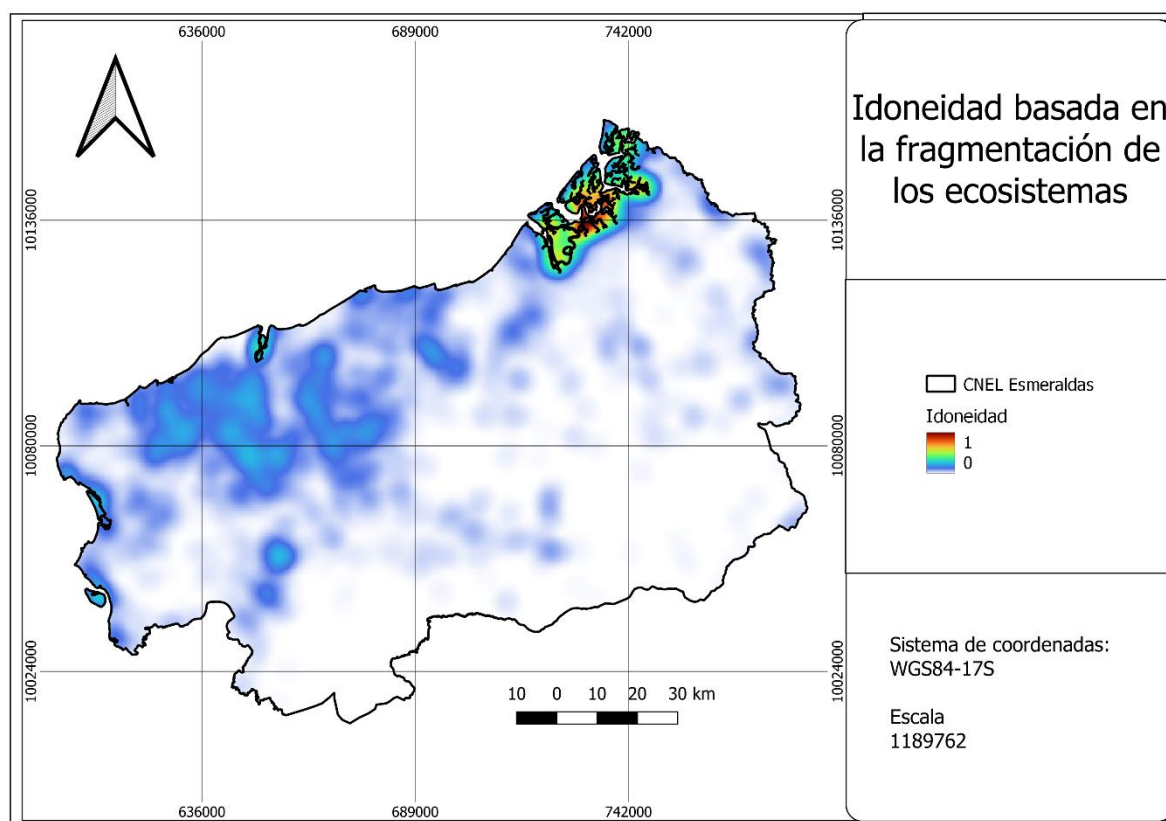 636000
689000
742000
10136000
10136000
10080000
10080000
10024000
10024000
10 0 10 20 30 km
636000
689000
742000
Idoneidad basada en
la fragmentación de
los ecosistemas
CNEL Esmeraldas
Idoneidad
1
0
Sistema de coordenadas:
WGS84-17S
Escala
1189762